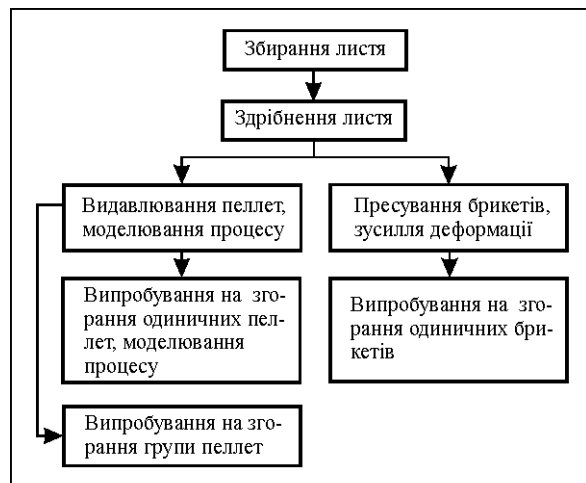 Збирання листя
Здрібнення листя
Видавлювання пеллет,
моделювання процесу
Пресування брикетів,
зусилля деформації
Випробування на зго-
рання одиничних пел-
лет, моделювання
процесу
Випробування на зго-
рання одиничних бри-
кетів
Випробування на зго-
рання групи пеллет